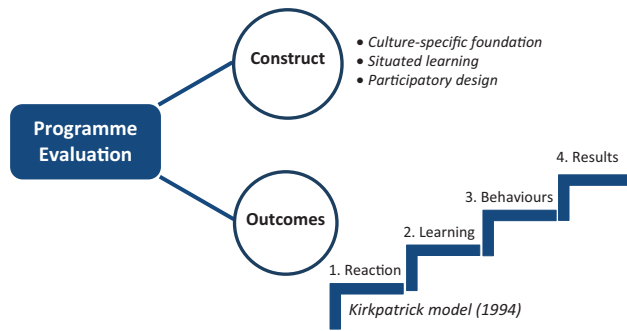 Programme
Evaluation
Construct
• Culture-specific foundation
• Situated learning
• Participatory design
Outcomes
4. Results
3. Behaviours
2. Learning
1. Reaction
Kirkpatrick model (1994)